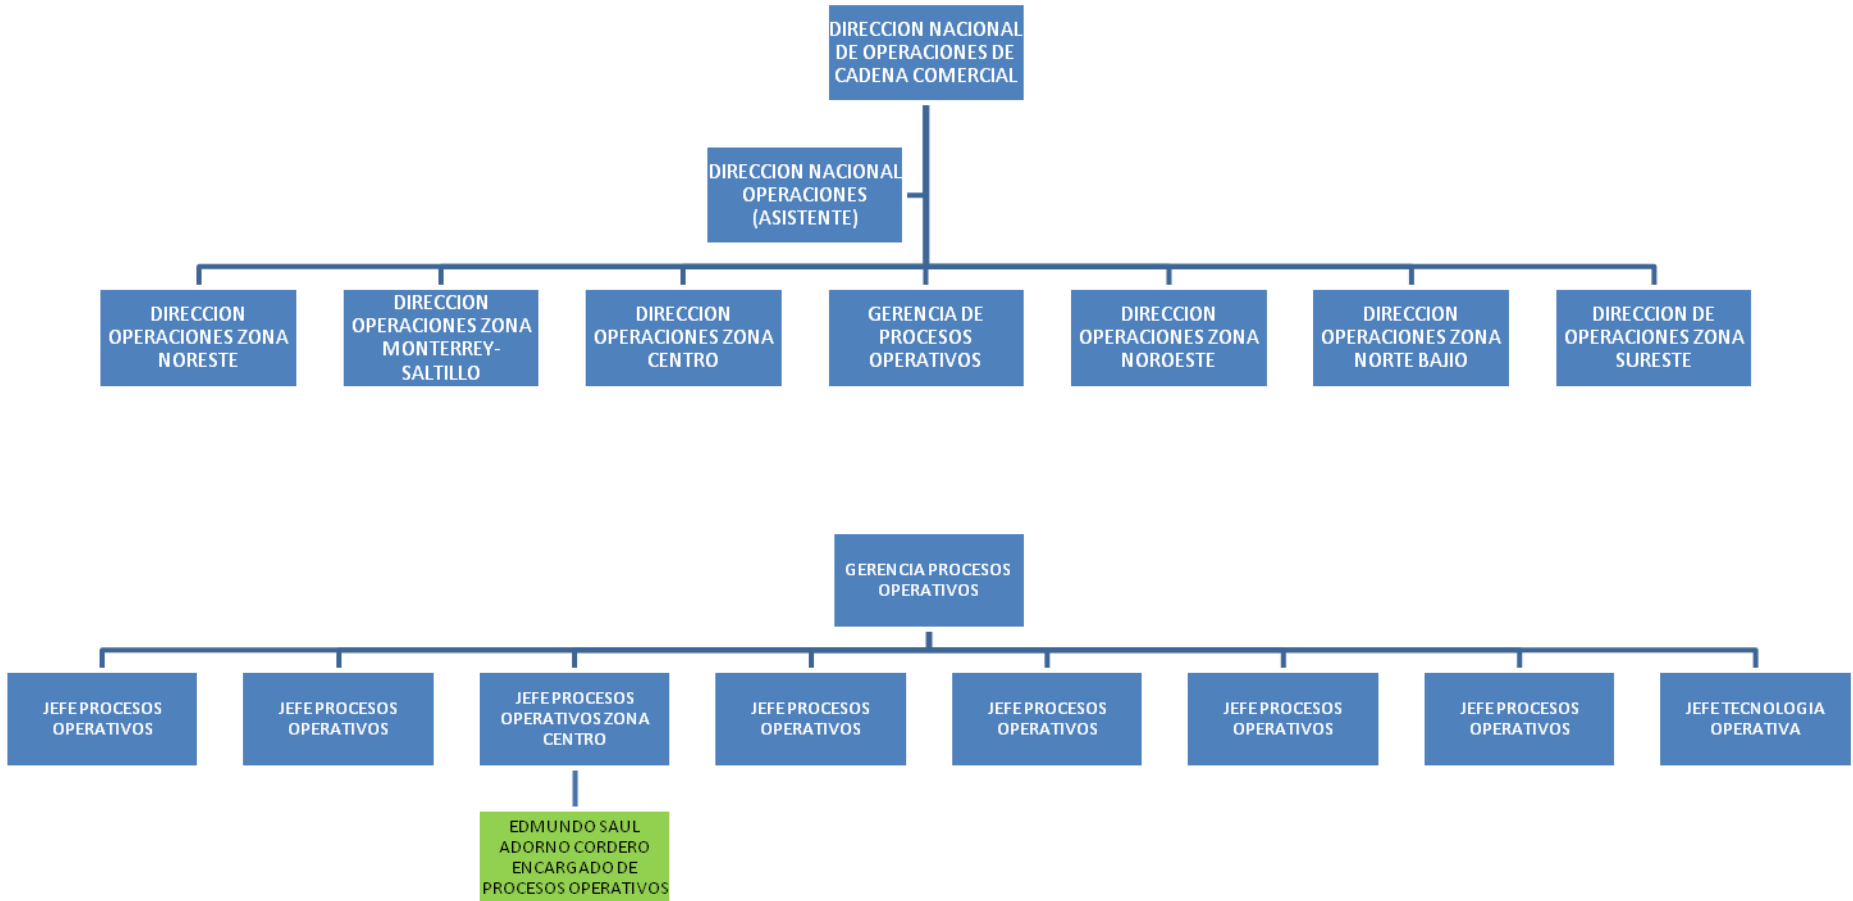 DIRECCION NACIONAL
DE OPERACIONES DE
CADENA COMERCIAL
DIRECCION NACIONAL
OPERACIONES
(ASISTENTE)
DIRECCION
OPERACIONES ZONA
NORESTE
DIRECCION
OPERACIONES ZONA
MONTERREY-
SALTILLO
DIRECCION
OPERACIONES ZONA
CENTRO
GERENCIA DE
PROCESOS
OPERATIVOS
DIRECCION
OPERACIONES ZONA
NOROESTE
DIRECCION
OPERACIONES ZONA
NORTE BAJIO
DIRECCION DE
OPERACIONES ZONA
SURESTE
GERENCIA PROCESOS
OPERATIVOS
JEFE PROCESOS
OPERATIVOS
JEFE PROCESOS
OPERATIVOS
JEFE PROCESOS
OPERATIVOS ZONA
CENTRO
JEFE PROCESOS
OPERATIVOS
JEFE PROCESOS
OPERATIVOS
JEFE PROCESOS
OPERATIVOS
JEFE PROCESOS
OPERATIVOS
JEFE TECNOLOGIA
OPERATIVA
EDMUNDO SAUL
ADORNO CORDERO
ENCARGADO DE
PROCESOS OPERATIVOS